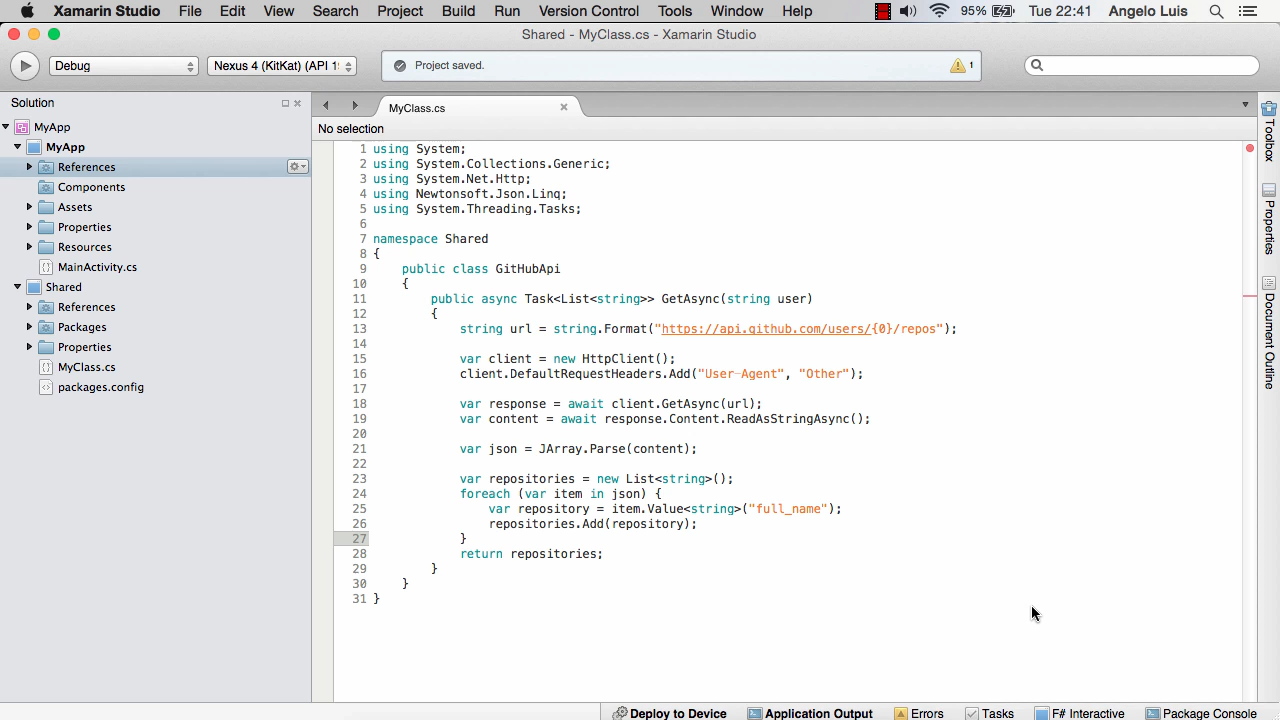 Xamarin Studio File Edit View Search Project Build Run Version Control Tools Window Help 95% Tue 22:41 Angelo Luis
Shared - MyClass.cs - Xamarin Studio
Debug
Nexus 4 (KitKat) (API 1
Project saved.
1
Solution
MyApp
MyApp
References
Components
Assets
Properties
Resources
MainActivity.cs
Shared
References
Packages
Properties
MyClass.cs
packages.config
MyClass.cs
No selection
1 using System;
2 using System.Collections.Generic;
3 using System.Net.Http;
4 using Newtonsoft.Json.Linq;
5 using System.Threading.Tasks;
6
7 namespace Shared
8 {
9 public class GitHubApi
10 {
11 public async Task<List<string>> GetAsync(string user)
12 {
13 string url = string.Format("https://api.github.com/users/{0}/repos");
14
15 var client = new HttpClient();
16 client.DefaultRequestHeaders.Add("User-Agent", "Other");
17
18 var response = await client.GetAsync(url);
19 var content = await response.Content.ReadAsStringAsync();
20
21 var json = JArray.Parse(content);
22
23 var repositories = new List<string>();
24 foreach (var item in json) {
25 var repository = item.Value<string>("full_name");
26 repositories.Add(repository);
27 }
28 return repositories;
29 }
30 }
31 }
Toolbox
Properties
Document Outline
Deploy to Device Application Output Errors Tasks F# Interactive Package Console